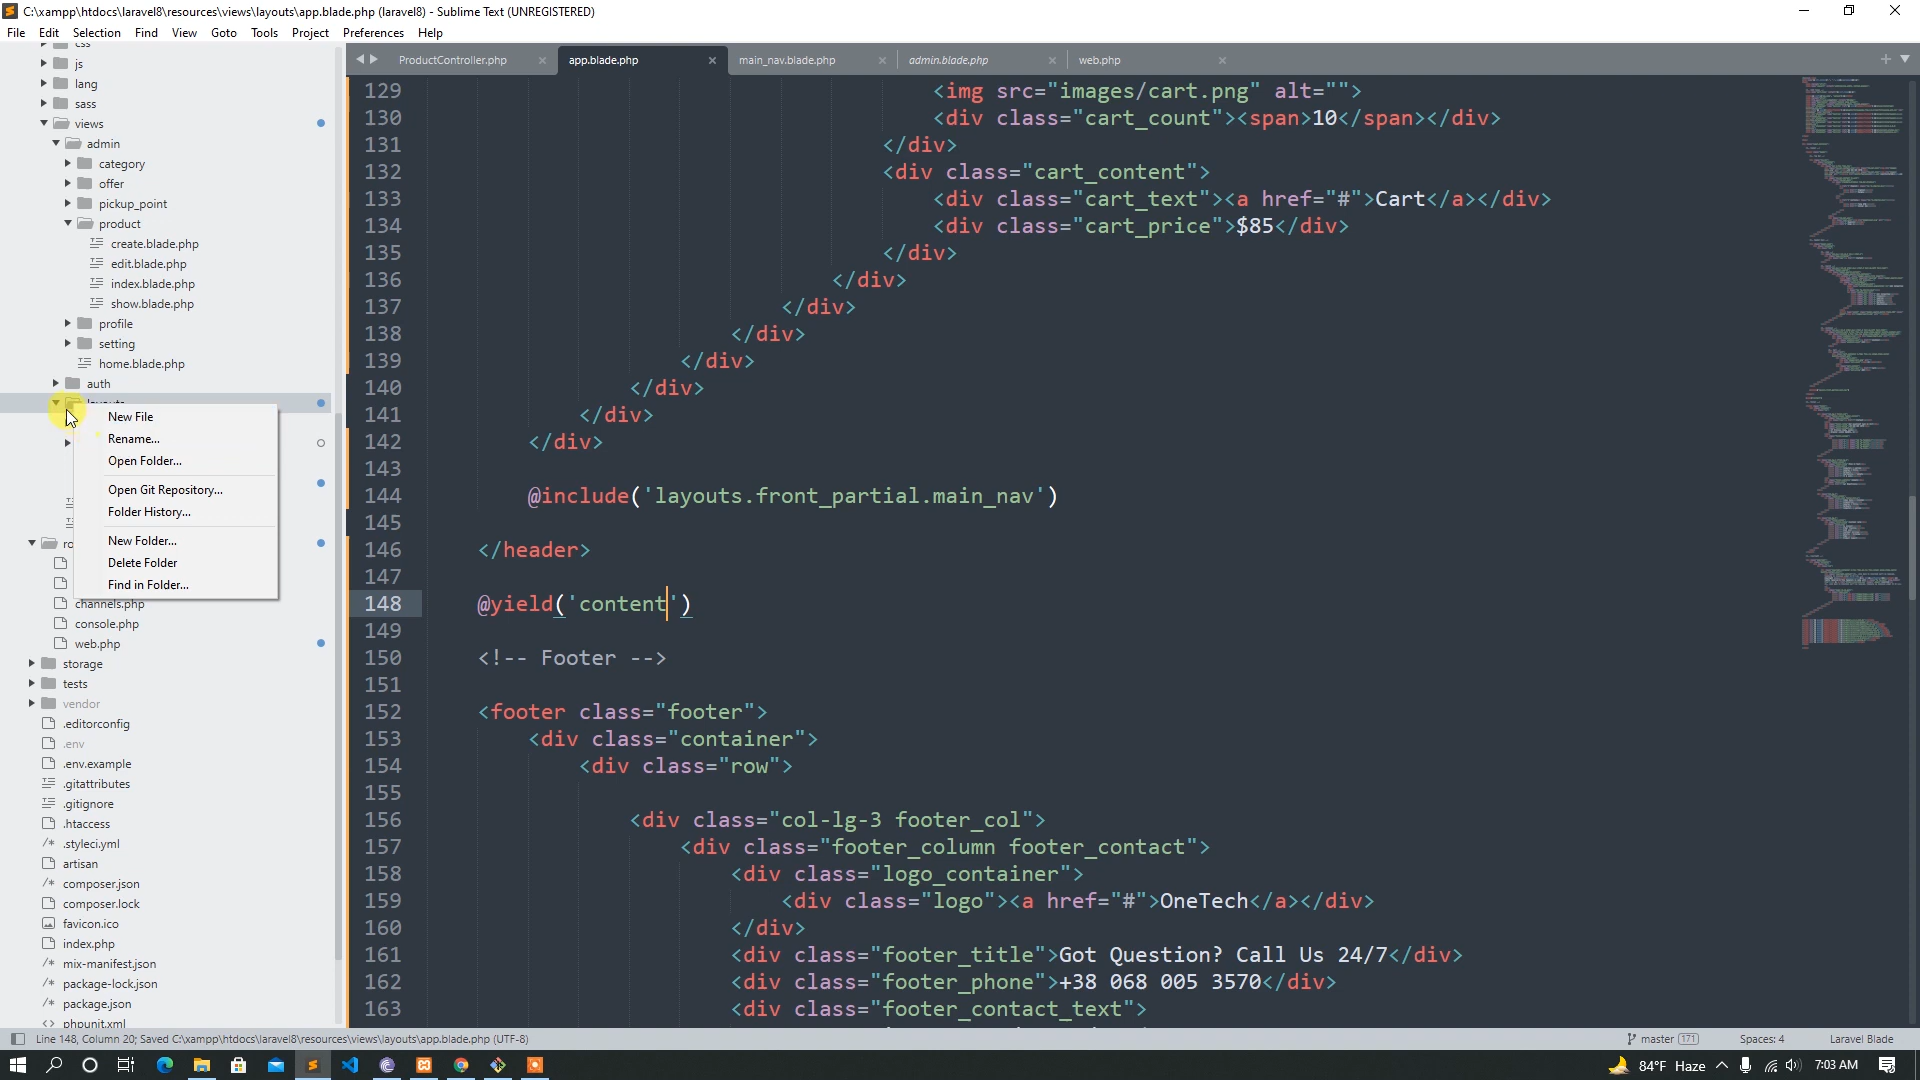 C:\xampp\htdocs\laravel8\resources\views\layouts\app.blade.php (laravel8) - Sublime Text (UNREGISTERED)
File Edit Selection Find View Goto Tools Project Preferences Help
ProductController.php
app.blade.php
main_nav.blade.php
admin.blade.php
web.php
css
js
lang
sass
views
admin
category
offer
pickup_point
product
create.blade.php
edit.blade.php
index.blade.php
show.blade.php
profile
setting
home.blade.php
auth
New File
Rename...
Open Folder...
Open Git Repository...
Folder History...
New Folder...
Delete Folder
Find in Folder...
channels.php
console.php
web.php
storage
tests
vendor
.editorconfig
.env
.env.example
.gitattributes
.gitignore
.htaccess
.styleci.yml
artisan
composer.json
composer.lock
favicon.ico
index.php
mix-manifest.json
package-lock.json
package.json
phpunit.xml
129 <img src="images/cart.png" alt="">
130 <div class="cart_count"><span>10</span></div>
131 </div>
132 <div class="cart_content">
133 <div class="cart_text"><a href="#">Cart</a></div>
134 <div class="cart_price">$85</div>
135 </div>
136 </div>
137 </div>
138 </div>
139 </div>
140 </div>
141 </div>
142 </div>
143
144 @include('layouts.front_partial.main_nav')
145
146 </header>
147
148 @yield('content')
149
150 <!-- Footer -->
151
152 <footer class="footer">
153 <div class="container">
154 <div class="row">
155
156 <div class="col-lg-3 footer_col">
157 <div class="footer_column footer_contact">
158 <div class="logo_container">
159 <div class="logo"><a href="#">OneTech</a></div>
160 </div>
161 <div class="footer_title">Got Question? Call Us 24/7</div>
162 <div class="footer_phone">+38 068 005 3570</div>
163 <div class="footer_contact_text">
Line 148, Column 20; Saved C:\xampp\htdocs\laravel8\resources\views\layouts\app.blade.php (UTF-8)
master 171
Spaces: 4
Laravel Blade
84°F Haze
7:03 AM